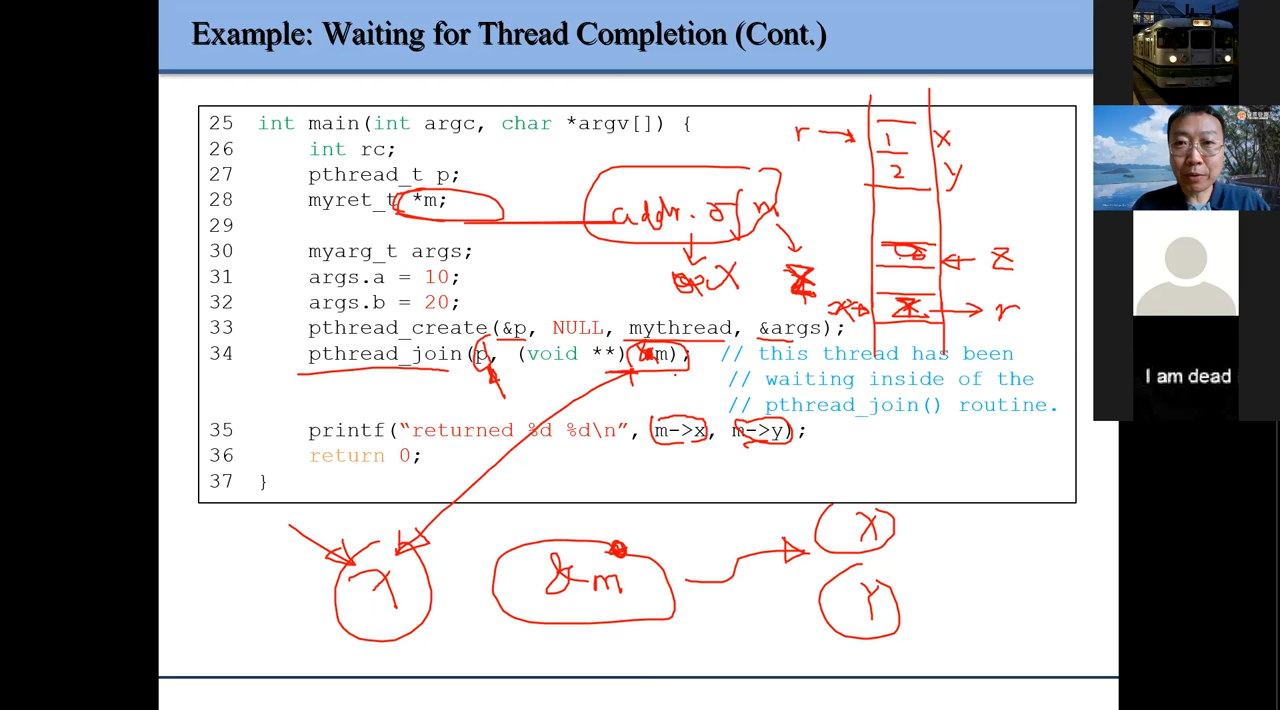 Example: Waiting for Thread Completion (Cont.)
25 int main(int argc, char *argv[]) {
26 int rc;
27 pthread_t p;
28 myret_t *m;
29
30 myarg_t args;
31 args.a = 10;
32 args.b = 20;
33 pthread_create(&p, NULL, mythread, &args);
34 pthread_join(p, (void **) &m); // this thread has been
// waiting inside of the
// pthread_join() routine.
35 printf(“returned %d %d\n”, m->x, m->y);
36 return 0;
37 }
addr. of m
r
1 x
2 y
Z
r
&m
X
Y
I am dead